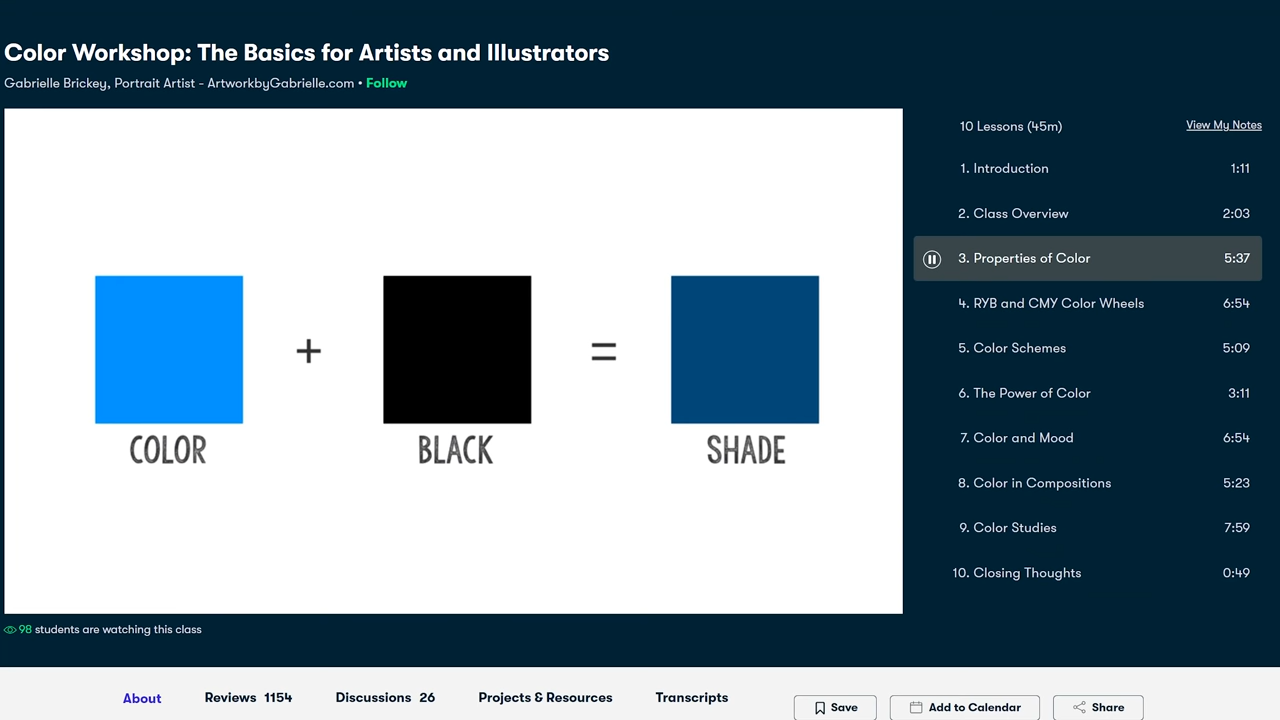 Color Workshop: The Basics for Artists and Illustrators
Gabrielle Brickey, Portrait Artist - ArtworkbyGabrielle.com • Follow
+ =
COLOR BLACK SHADE
10 Lessons (45m) View My Notes
1. Introduction 1:11
2. Class Overview 2:03
3. Properties of Color 5:37
4. RYB and CMY Color Wheels 6:54
5. Color Schemes 5:09
6. The Power of Color 3:11
7. Color and Mood 6:54
8. Color in Compositions 5:23
9. Color Studies 7:59
10. Closing Thoughts 0:49
98 students are watching this class
About Reviews 1154 Discussions 26 Projects & Resources Transcripts Save Add to Calendar Share